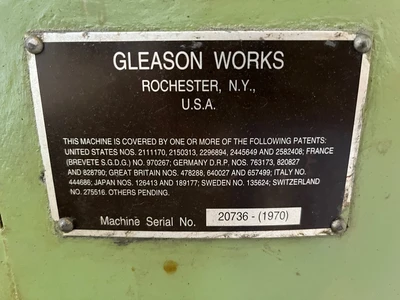 GLEASON WORKS
ROCHESTER, N.Y.,
U.S.A.
THIS MACHINE IS COVERED BY ONE OR MORE OF THE FOLLOWING PATENTS:
UNITED STATES NOS. 2111170, 2150313, 2296894, 2445649 AND 2582408; FRANCE
(BREVETE S.G.D.G.) NO. 970267; GERMANY D.R.P. NOS. 763173, 820827
AND 828790; GREAT BRITAIN NOS. 478288, 640027 AND 657499; ITALY NO.
444686; JAPAN NOS. 126413 AND 189177; SWEDEN NO. 135624; SWITZERLAND
NO. 275516. OTHERS PENDING.
Machine Serial No. 20736 - (1970)